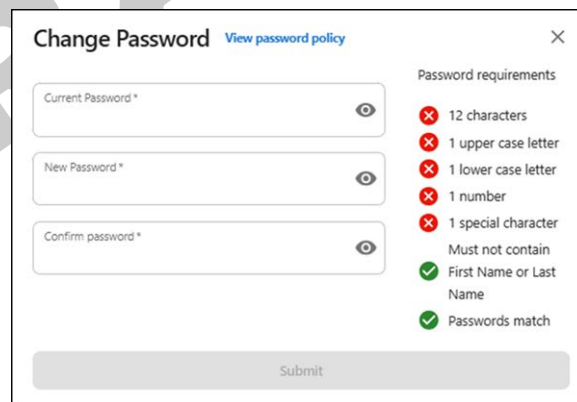 Change Password View password policy
Current Password *
New Password *
Confirm password *
Password requirements
12 characters
1 upper case letter
1 lower case letter
1 number
1 special character
Must not contain
First Name or Last
Name
Passwords match
Submit